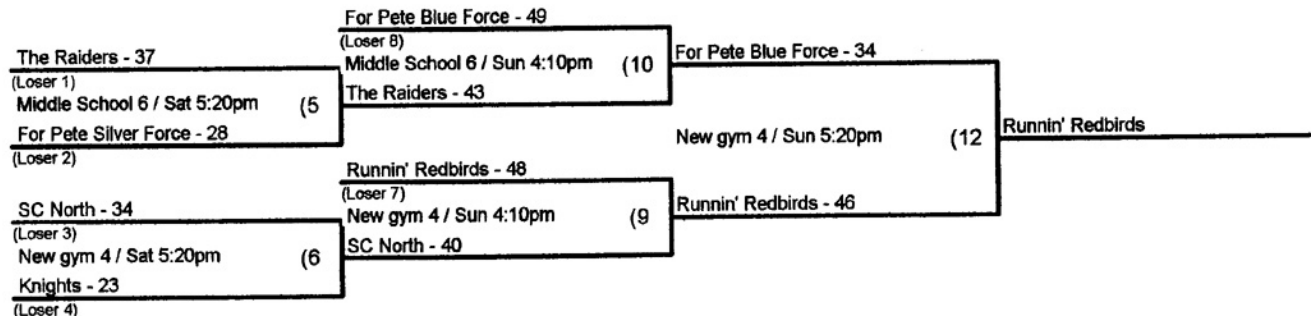 For Pete Blue Force - 49
(Loser 8)
The Raiders - 37
Middle School 6 / Sun 4:10pm (10
For Pete Blue Force - 34
(Loser 1)
Middle School 6 / Sat 5:20pm (5
The Raiders - 43
For Pete Silver Force - 28
(Loser 2)
New gym 4 / Sun 5:20pm (12
Runnin' Redbirds
Runnin' Redbirds - 48
(Loser 7)
SC North - 34
New gym 4 / Sun 4:10pm (9
Runnin' Redbirds - 46
(Loser 3)
New gym 4 / Sat 5:20pm (6
SC North - 40
Knights - 23
(Loser 4)